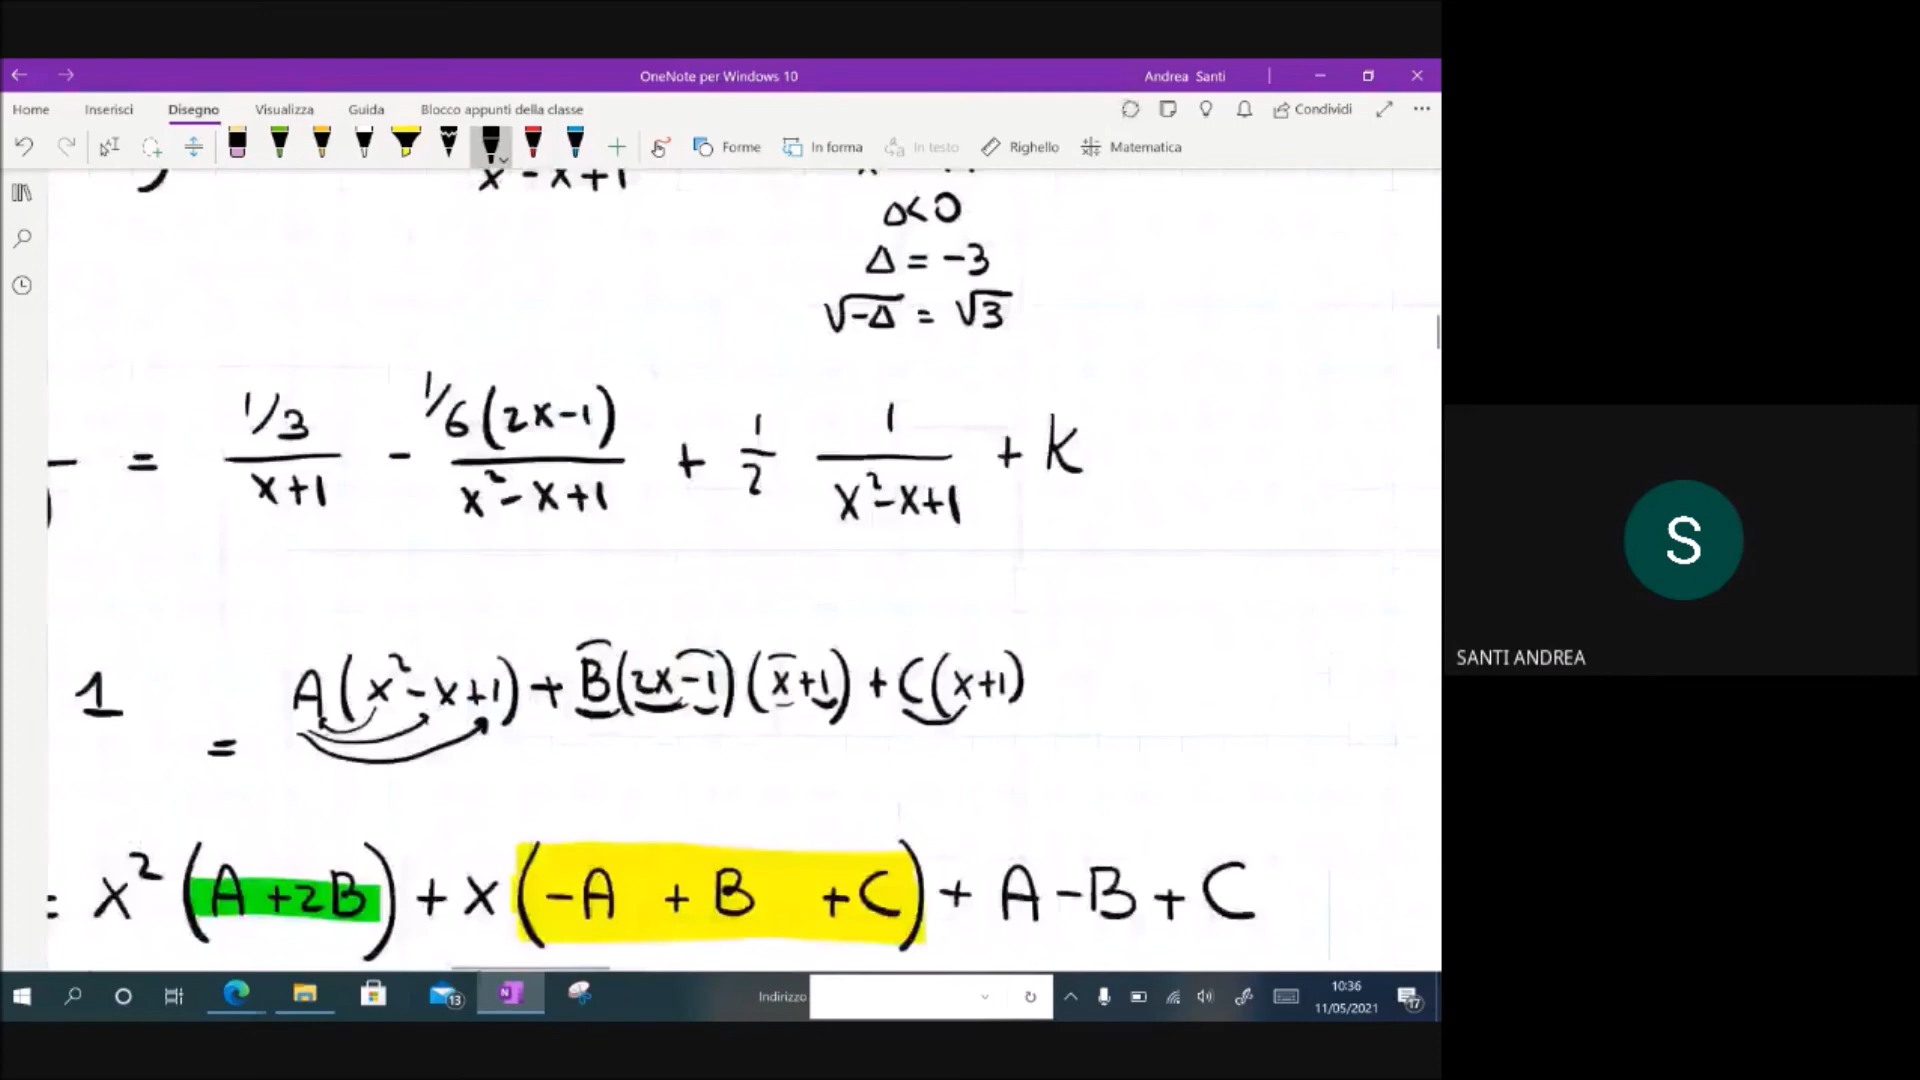 OneNote per Windows 10
Andrea Santi
Home Inserisci Disegno Visualizza Guida Blocco appunti della classe Condividi
Forme In forma In testo Righello Matematica
x - x + 1
Δ<0
Δ = -3
√-Δ = √3
= 1/3 / x+1 - 1/6 (2x-1) / x²-x+1 + 1/2 1 / x²-x+1 + K
1 = A(x²-x+1) + B(2x-1)(x+1) + C(x+1)
= x² (A+2B) + x (-A + B + C) + A - B + C
S
SANTI ANDREA
13
Indirizzo
10:36
11/05/2021
17